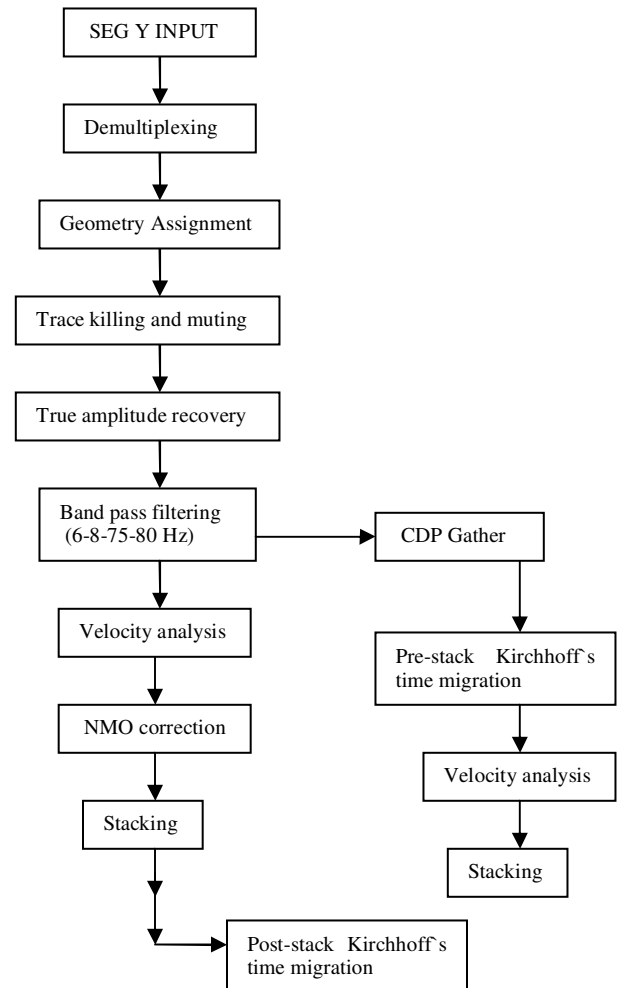 SEG Y INPUT
Demultiplexing
Geometry Assignment
Trace killing and muting
True amplitude recovery
Band pass filtering
(6-8-75-80 Hz)
CDP Gather
Velocity analysis
Pre-stack Kirchhoff`s
time migration
NMO correction
Velocity analysis
Stacking
Stacking
Post-stack Kirchhoff`s
time migration